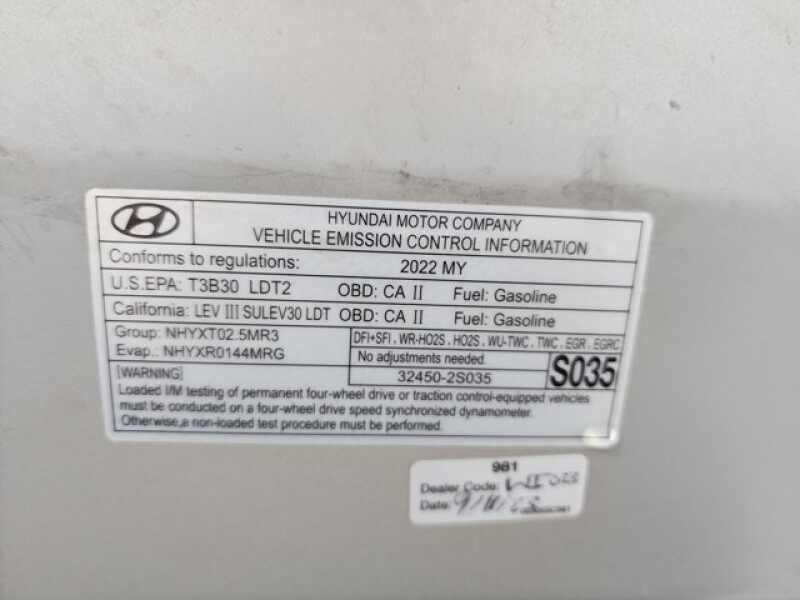 HYUNDAI MOTOR COMPANY
VEHICLE EMISSION CONTROL INFORMATION
Conforms to regulations: 2022 MY
U.S.EPA: T3B30 LDT2 OBD: CA II Fuel: Gasoline
California: LEV III SULEV30 LDT OBD: CA II Fuel: Gasoline
Group: NHYXT02.5MR3
Evap.: NHYXR0144MRG
DFI+SFI, WR-HO2S, HO2S, WU-TWC, TWC, EGR, EGRC
No adjustments needed.
32450-2S035
S035
[WARNING]
Loaded I/M testing of permanent four-wheel drive or traction control-equipped vehicles
must be conducted on a four-wheel drive speed synchronized dynamometer.
Otherwise,a non-loaded test procedure must be performed.
981
Dealer Code:
Date: